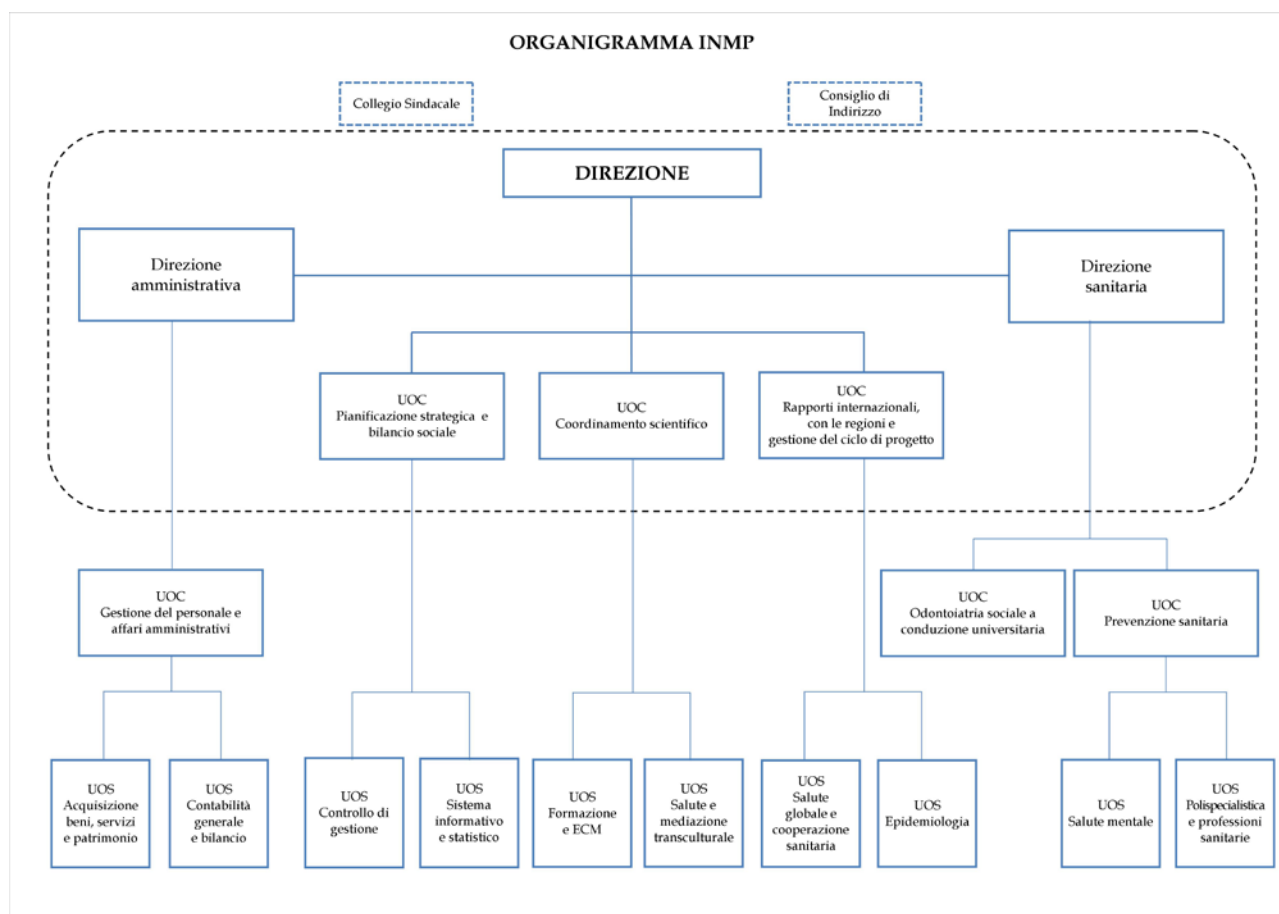 ORGANIGRAMMA INMP
Collegio Sindacale
Consiglio di
Indirizzo
DIREZIONE
Direzione
amministrativa
Direzione
sanitaria
UOC
Pianificazione strategica e
bilancio sociale
UOC
Coordinamento scientifico
UOC
Rapporti internazionali,
con le regioni e
gestione del ciclo di progetto
UOC
Gestione del personale e
affari amministrativi
UOC
Odontoiatria sociale a
conduzione universitaria
UOC
Prevenzione sanitaria
UOS
Acquisizione
beni, servizi
e patrimonio
UOS
Contabilità
generale
e bilancio
UOS
Controllo di
gestione
UOS
Sistema
informativo
e statistico
UOS
Formazione
e ECM
UOS
Salute e
mediazione
transculturale
UOS
Salute
globale e
cooperazione
sanitaria
UOS
Epidemiologia
UOS
Salute mentale
UOS
Polispecialistica
e professioni
sanitarie